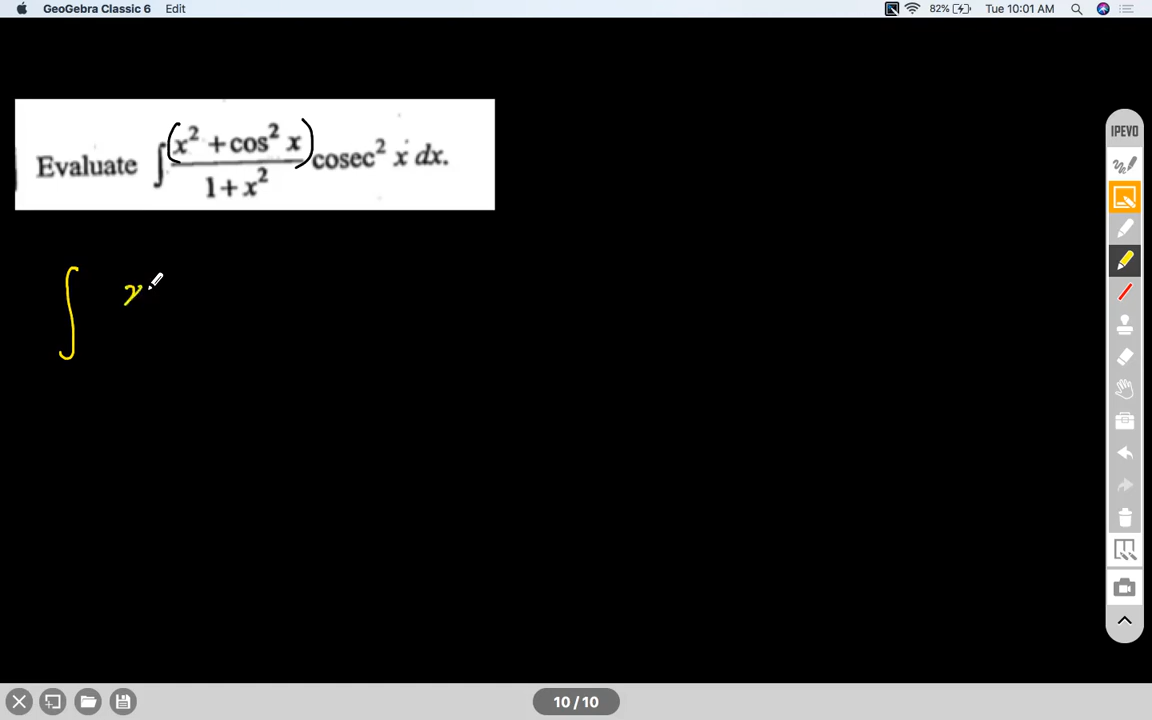 GeoGebra Classic 6 Edit 82% Tue 10:01 AM
IPEVO
Evaluate ∫ (x² + cos² x) / (1 + x²) cosec² x dx.
∫ x
10 / 10